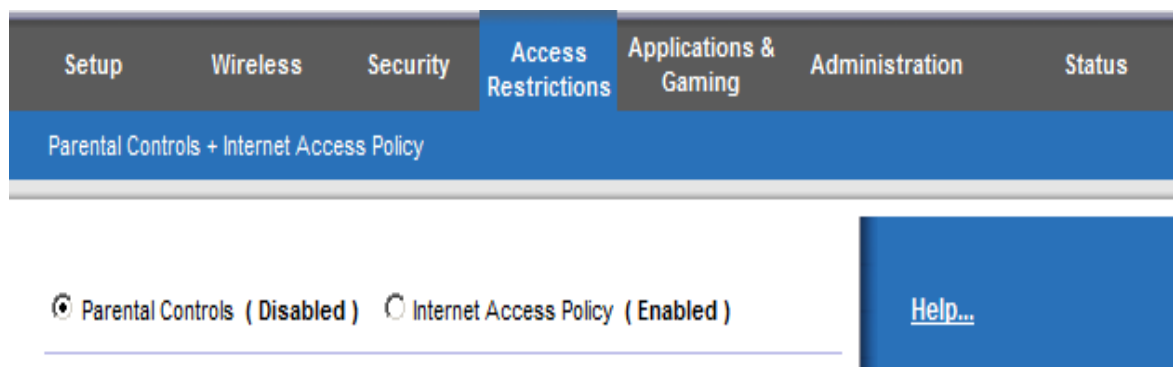 Setup Wireless Security Access Restrictions Applications & Gaming Administration Status
Parental Controls + Internet Access Policy
Parental Controls ( Disabled ) Internet Access Policy ( Enabled )
Help...